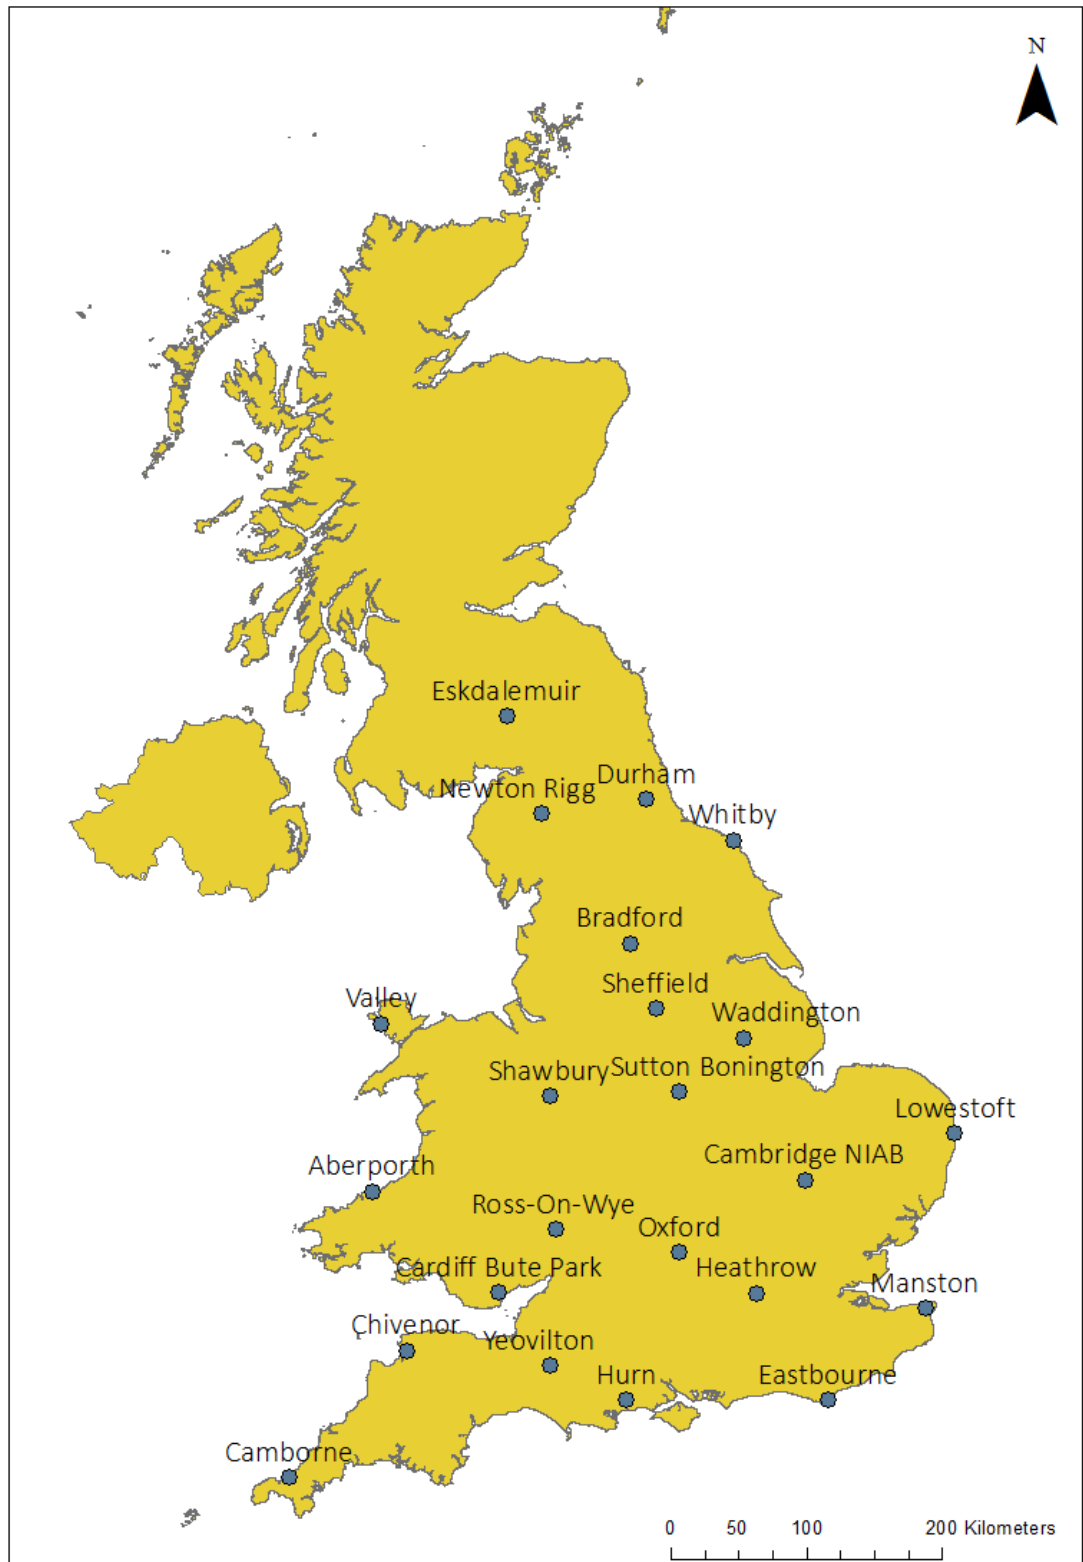 N
Eskdalemuir
Durham
Newton Rigg
Whitby
Bradford
Sheffield
Valley
Waddington
Shawbury
Sutton Bonington
Lowestoft
Cambridge NIAB
Aberporth
Ross-On-Wye
Oxford
Cardiff Bute Park
Heathrow
Manston
Chivenor
Yeovilton
Hurn
Eastbourne
Camborne
0 50 100 200 Kilometers